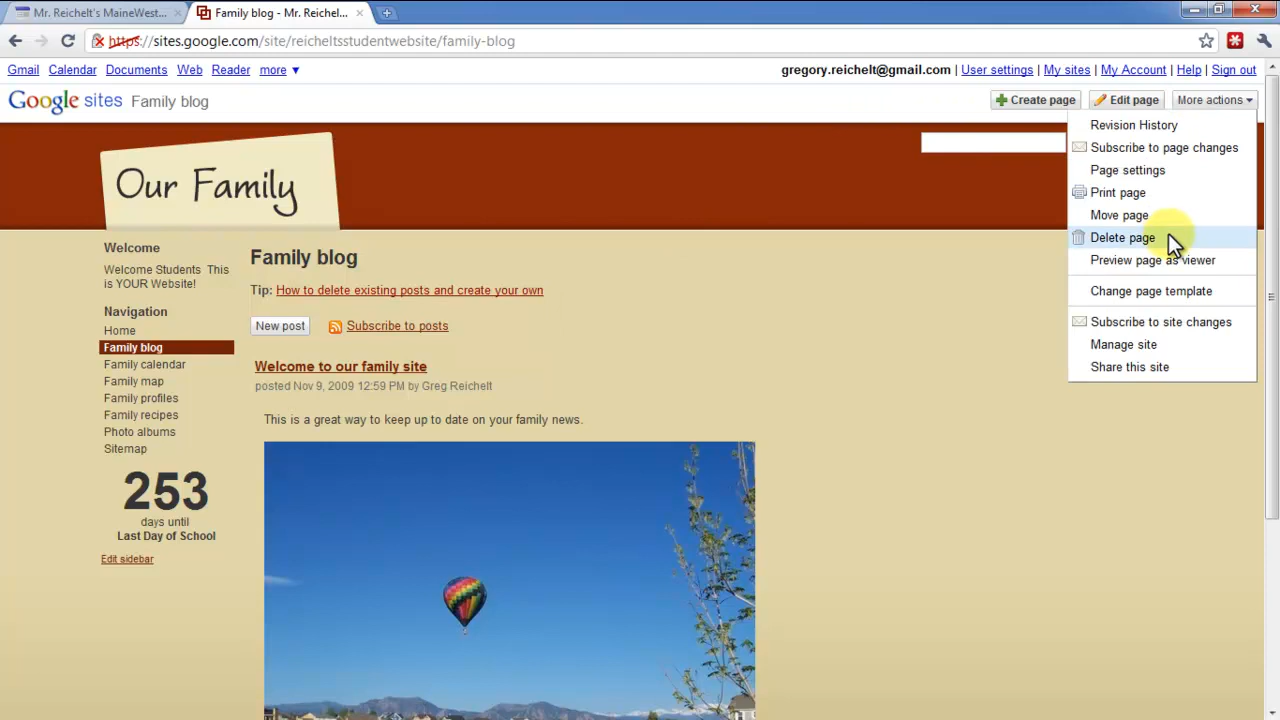 Mr. Reichelt's MaineWest...
Family blog - Mr. Reichel...
https://sites.google.com/site/reicheltsstudentwebsite/family-blog
Gmail Calendar Documents Web Reader more ▼
gregory.reichelt@gmail.com | User settings | My sites | My Account | Help | Sign out
Google sites Family blog
Create page Edit page More actions
Revision History
Subscribe to page changes
Page settings
Print page
Move page
Delete page
Preview page as viewer
Change page template
Subscribe to site changes
Manage site
Share this site
Our Family
Welcome
Welcome Students This
is YOUR Website!
Navigation
Home
Family blog
Family calendar
Family map
Family profiles
Family recipes
Photo albums
Sitemap
253
days until
Last Day of School
Edit sidebar
Family blog
Tip: How to delete existing posts and create your own
New post Subscribe to posts
Welcome to our family site
posted Nov 9, 2009 12:59 PM by Greg Reichelt
This is a great way to keep up to date on your family news.